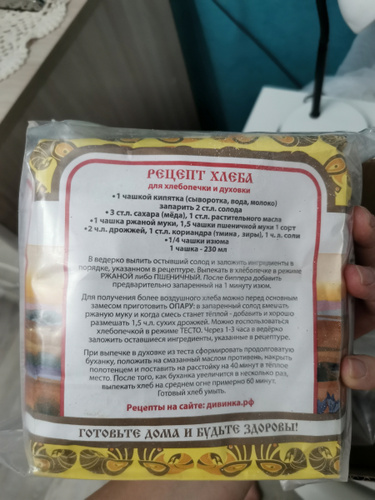 РЕЦЕПТ ХЛЕБА
для хлебопечки и духовки
•1 чашкой кипятка (сыворотка, вода, молоко)
запарить 2 ст.л. солода
•3 ст.л. сахара (мёда), 1 ст.л. растительного масла
•1 чашка ржаной муки, 1,5 чашки пшеничной муки 1 сорт
•2 ч.л. дрожжей, 1 ст.л. кориандра (тмина, зиры), 1 ч.л. соли
•1/4 чашки изюма
1 чашка - 230 мл
В ведерко вылить остывший солод и заложить ингредиенты в
порядке, указанном в рецептуре. Выпекать в хлебопечке в режиме
РЖАНОЙ либо ПШЕНИЧНЫЙ. После биппера добавить
предварительно запаренный на 1 минуту изюм.
Для получения более воздушного хлеба можно перед основным
замесом приготовить ОПАРУ: в запаренный солод вмешать
ржаную муку и когда смесь станет тёплой - добавить и хорошо
размешать 1,5 ч.л. сухих дрожжей. Можно воспользоваться
хлебопечкой в режиме ТЕСТО. Через 1-3 часа в ведёрко
заложить оставшиеся ингредиенты, указанные в рецептуре.
При выпечке в духовке из теста сформировать продолговатую
буханку, положить на смазанный маслом противень, накрыть
полотенцем и поставить на расстойку на 40 минут в тёплое
место. После того, как буханка увеличится в несколько раз,
выпекать хлеб на среднем огне примерно 60 минут.
Готовый хлеб умыть.
Рецепты на сайте: дивинка.рф
ГОТОВЬТЕ ДОМА И БУДЬТЕ ЗДОРОВЫ!